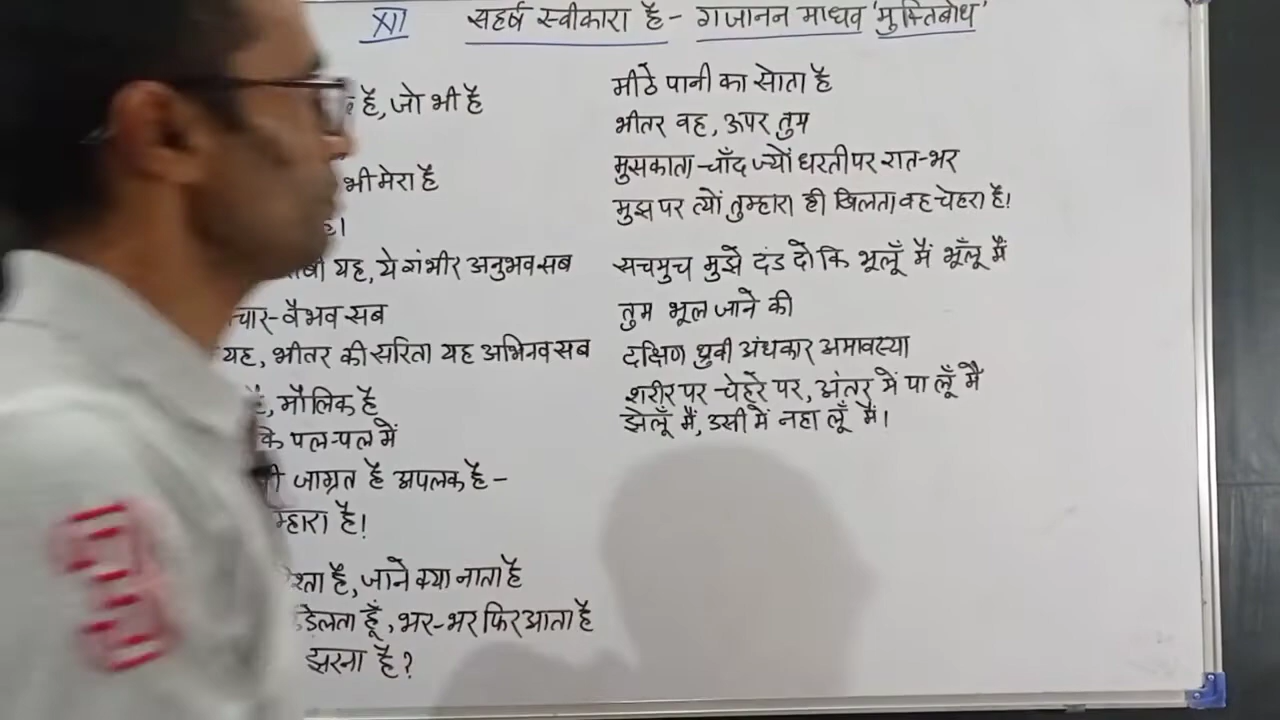 XII सहर्ष स्वीकारा है - गजानन माधव 'मुक्तिबोध'
है, जो भी है
भी मेरा है
है।
यह, ये गंभीर अनुभव सब
वैभव सब
यह, भीतर की सरिता यह अभिनव सब
है, मौलिक है
कि पल-पल में
जाग्रत है अपलक है -
है!
है, जाने क्या नाता है
हूँ, भर-भर फिर आता है
झरना है?
मीठे पानी का सोता है
भीतर वह, ऊपर तुम
मुसकाता चाँद ज्यों धरती पर रात-भर
मुझ पर त्यों तुम्हारा ही खिलता वह चेहरा है!
सचमुच मुझे दंड दो कि भूलूँ मैं भूँलूँ मैं
तुम भूल जाने की
दक्षिण ध्रुवी अंधकार अमावस्या
शरीर पर चेहरे पर, अंतर में पा लूँ मैं
झेलूँ मैं, उसी में नहा लूँ मैं।